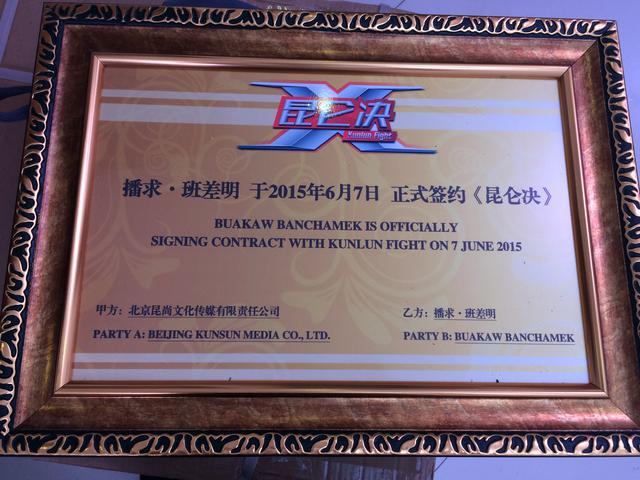 昆仑决
Kunlun Fight
播求·班差明 于2015年6月7日 正式签约《昆仑决》
BUAKAW BANCHAMEK IS OFFICIALLY
SIGNING CONTRACT WITH KUNLUN FIGHT ON 7 JUNE 2015
甲方：北京昆尚文化传媒有限责任公司 乙方：播求·班差明
PARTY A: BEIJING KUNSUN MEDIA CO., LTD. PARTY B: BUAKAW BANCHAMEK